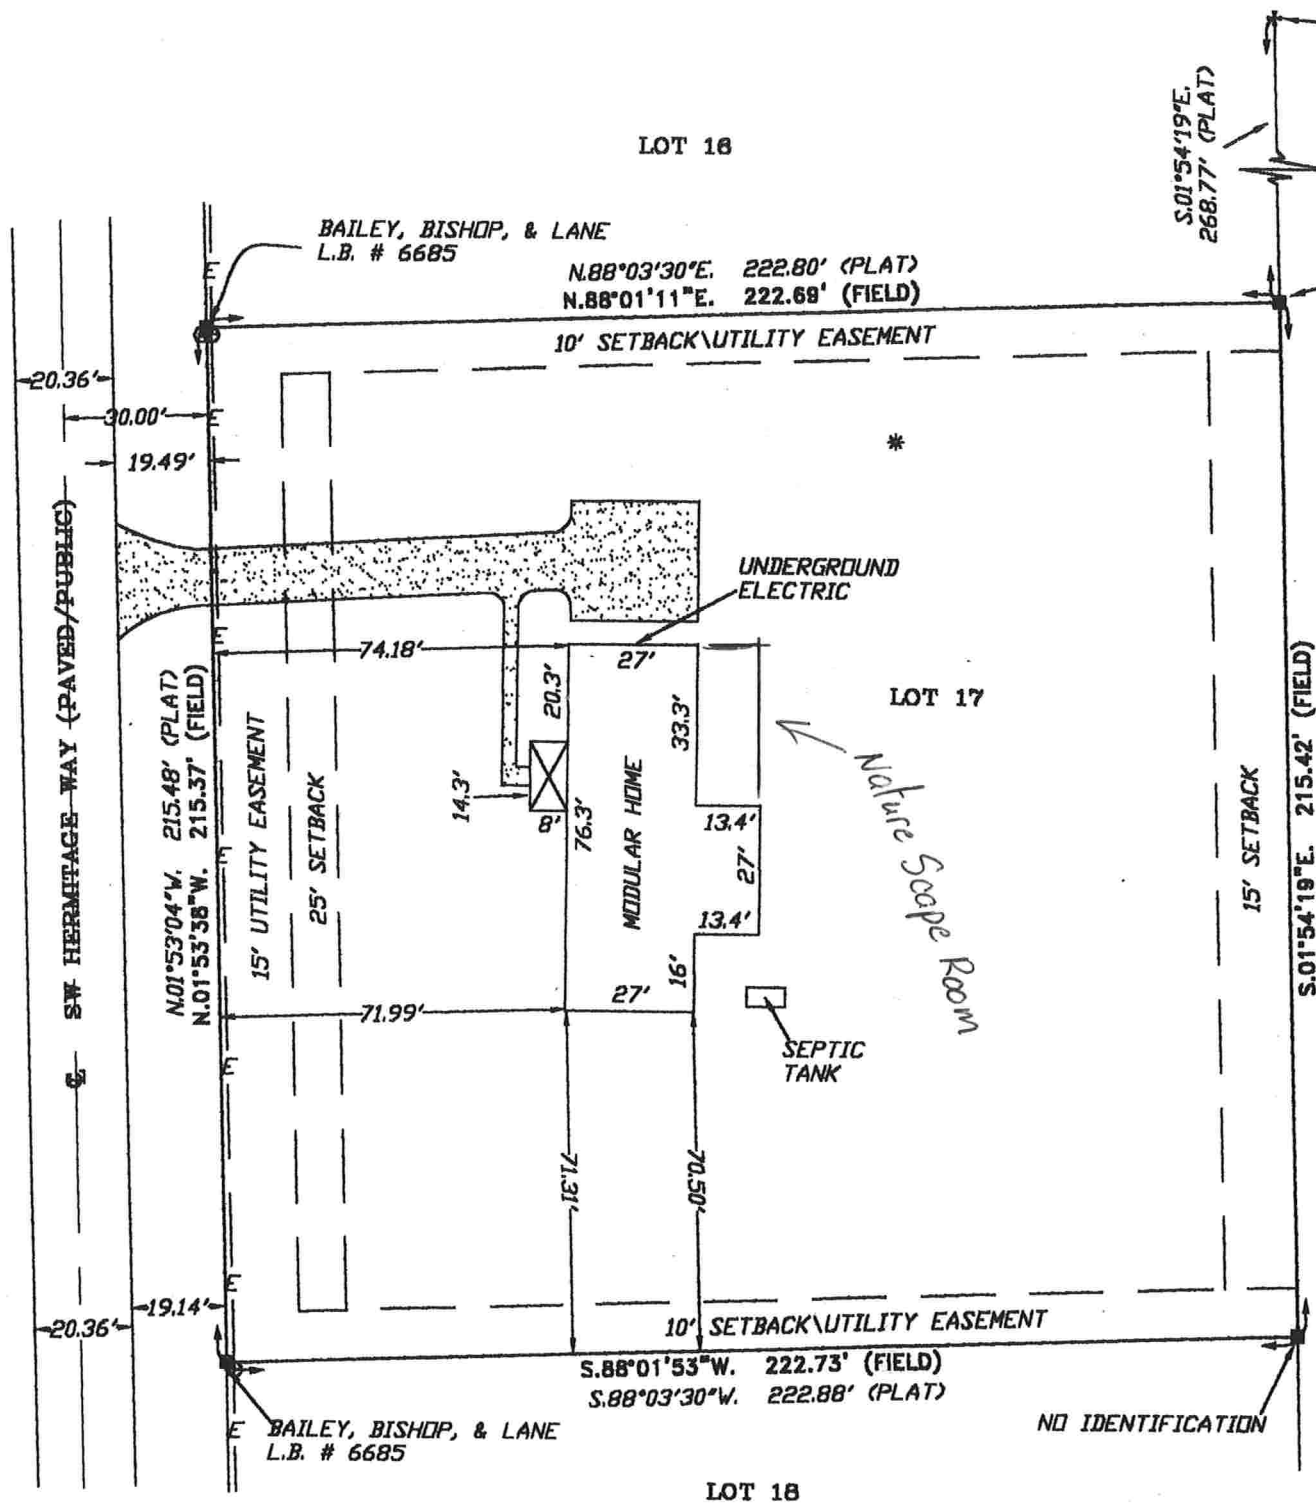 S.01°54'19"E.
268.77' (PLAT)
LOT 16
BAILEY, BISHOP, & LANE
L.B. # 6685
N.88°03'30"E. 222.80' (PLAT)
N.88°01'11"E. 222.69' (FIELD)
10' SETBACK\UTILITY EASEMENT
E
20.36'
30.00'
E
19.49'
*
UNDERGROUND
ELECTRIC
E
74.18'
27'
20.3'
33.3'
LOT 17
SW HERMITAGE WAY (PAVED/PUBLIC)
N.01°53'04"W. 215.48' (PLAT)
N.01°53'38"W. 215.37' (FIELD)
15' UTILITY EASEMENT
25' SETBACK
14.3'
8'
76.3'
MODULAR HOME
13.4'
27'
13.4'
16'
Nature Scape Room
15' SETBACK
S.01°54'19"E. 215.42' (FIELD)
E
71.99'
27'
SEPTIC
TANK
E
71.31'
70.50'
E
19.14'
20.36'
10' SETBACK\UTILITY EASEMENT
S.88°01'53"W. 222.73' (FIELD)
S.88°03'30"W. 222.88' (PLAT)
E
BAILEY, BISHOP, & LANE
L.B. # 6685
NO IDENTIFICATION
LOT 18